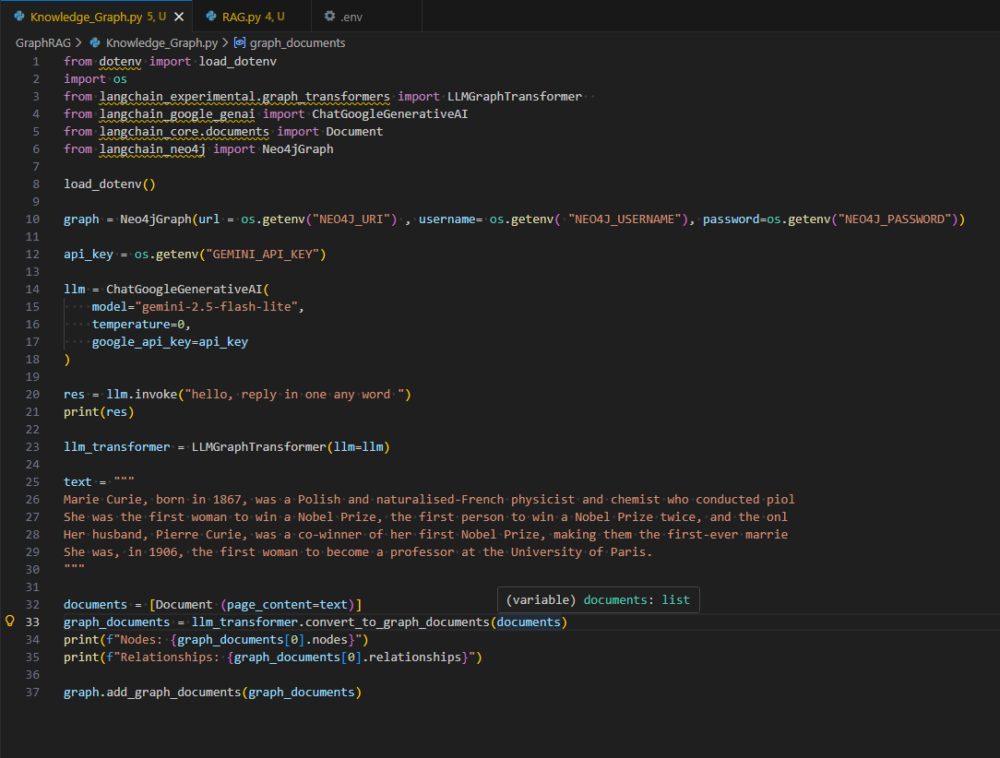 Knowledge_Graph.py 5, U RAG.py 4, U .env
GraphRAG > Knowledge_Graph.py > graph_documents
1 from dotenv import load_dotenv
2 import os
3 from langchain_experimental.graph_transformers import LLMGraphTransformer
4 from langchain_google_genai import ChatGoogleGenerativeAI
5 from langchain_core.documents import Document
6 from langchain_neo4j import Neo4jGraph
7
8 load_dotenv()
9
10 graph = Neo4jGraph(url = os.getenv("NEO4J_URI") , username= os.getenv( "NEO4J_USERNAME"), password=os.getenv("NEO4J_PASSWORD"))
11
12 api_key = os.getenv("GEMINI_API_KEY")
13
14 llm = ChatGoogleGenerativeAI(
15     model="gemini-2.5-flash-lite",
16     temperature=0,
17     google_api_key=api_key
18 )
19
20 res = llm.invoke("hello, reply in one any word ")
21 print(res)
22
23 llm_transformer = LLMGraphTransformer(llm=llm)
24
25 text = """
26 Marie Curie, born in 1867, was a Polish and naturalised-French physicist and chemist who conducted piol
27 She was the first woman to win a Nobel Prize, the first person to win a Nobel Prize twice, and the onl
28 Her husband, Pierre Curie, was a co-winner of her first Nobel Prize, making them the first-ever marrie
29 She was, in 1906, the first woman to become a professor at the University of Paris.
30 """
31
(variable) documents: list
32 documents = [Document (page_content=text)]
33 graph_documents = llm_transformer.convert_to_graph_documents(documents)
34 print(f"Nodes: {graph_documents[0].nodes}")
35 print(f"Relationships: {graph_documents[0].relationships}")
36
37 graph.add_graph_documents(graph_documents)